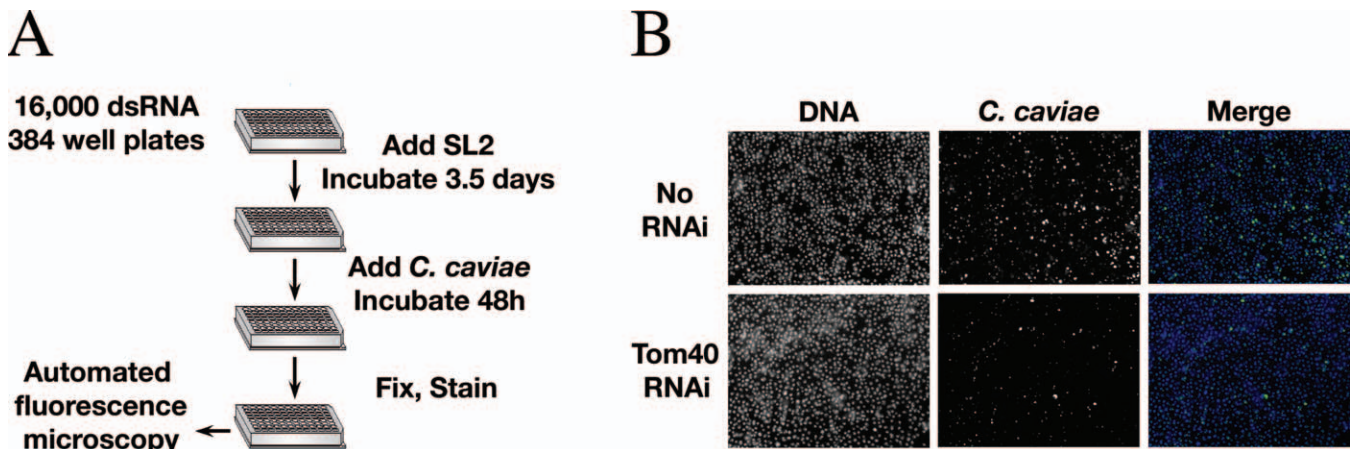 A
16,000 dsRNA
384 well plates
Add SL2
Incubate 3.5 days
Add C. caviae
Incubate 48h
Fix, Stain
Automated
fluorescence
microscopy
B
DNA
C. caviae
Merge
No
RNAi
Tom40
RNAi